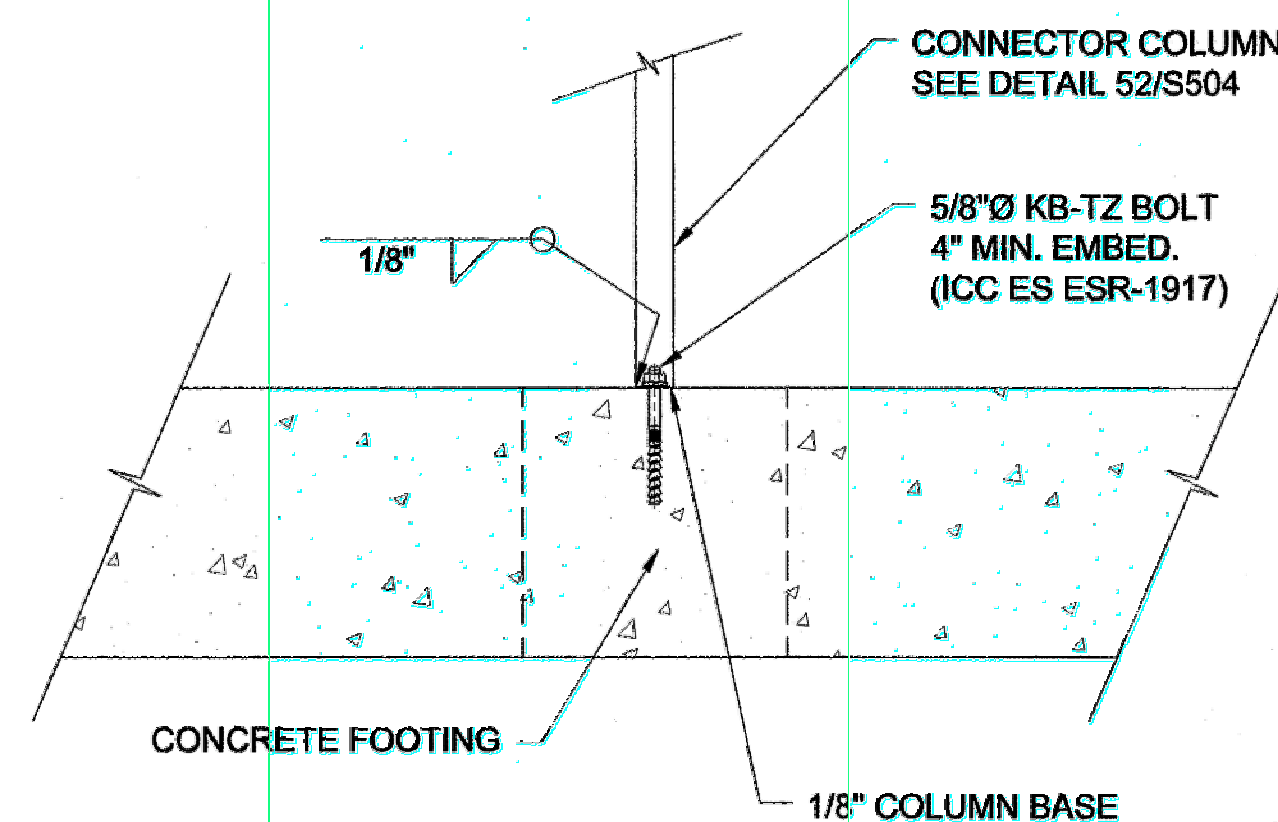 CONNECTOR COLUMN
SEE DETAIL 52/S504
5/8"Ø KB-TZ BOLT
4" MIN. EMBED.
(ICC ES ESR-1917)
1/8"
CONCRETE FOOTING
1/8" COLUMN BASE